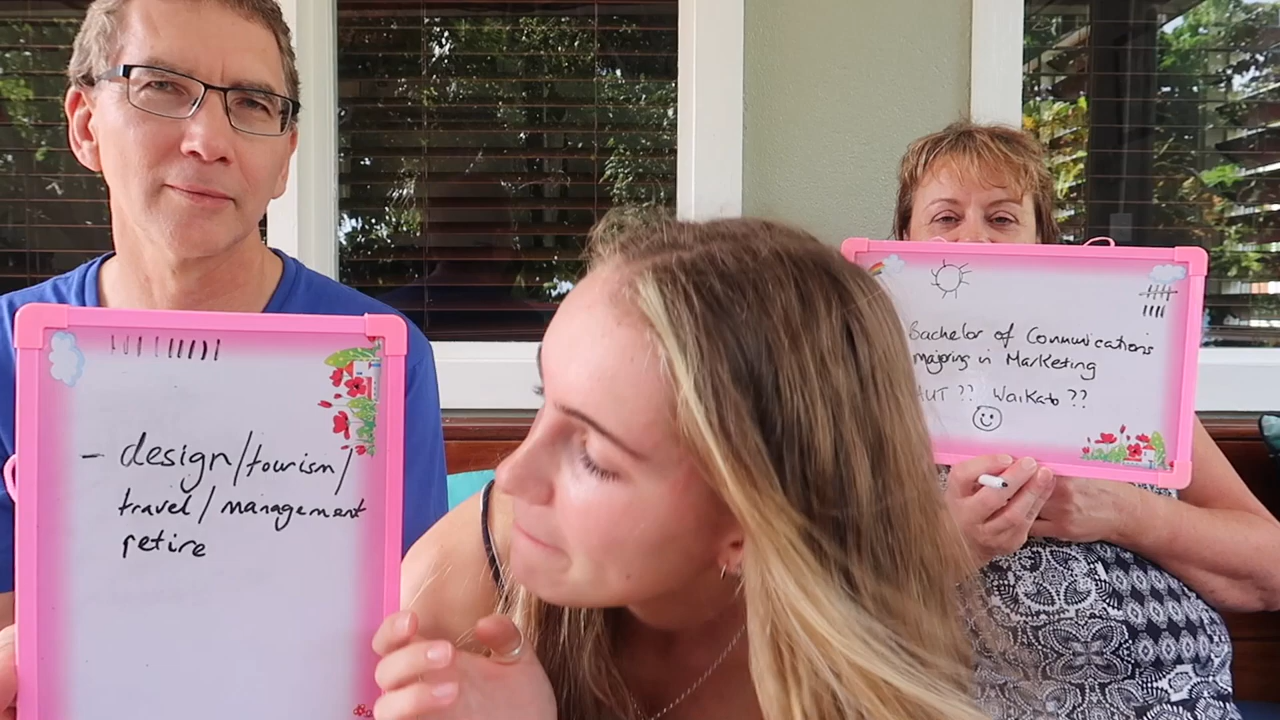 - design/tourism/
travel/management
retire
Bachelor of Communications
majoring in Marketing
AUT ?? Waikato ??